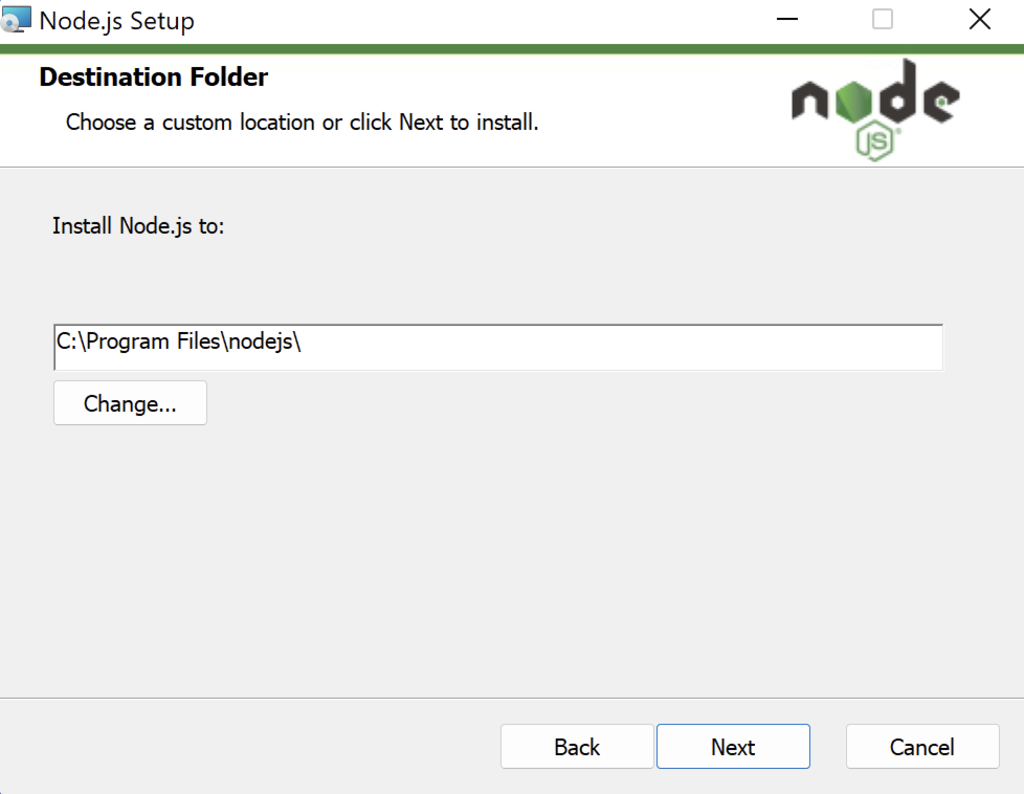 Node.js Setup
Destination Folder
Choose a custom location or click Next to install.
node
JS®
Install Node.js to:
C:\Program Files\nodejs\
Change...
Back
Next
Cancel